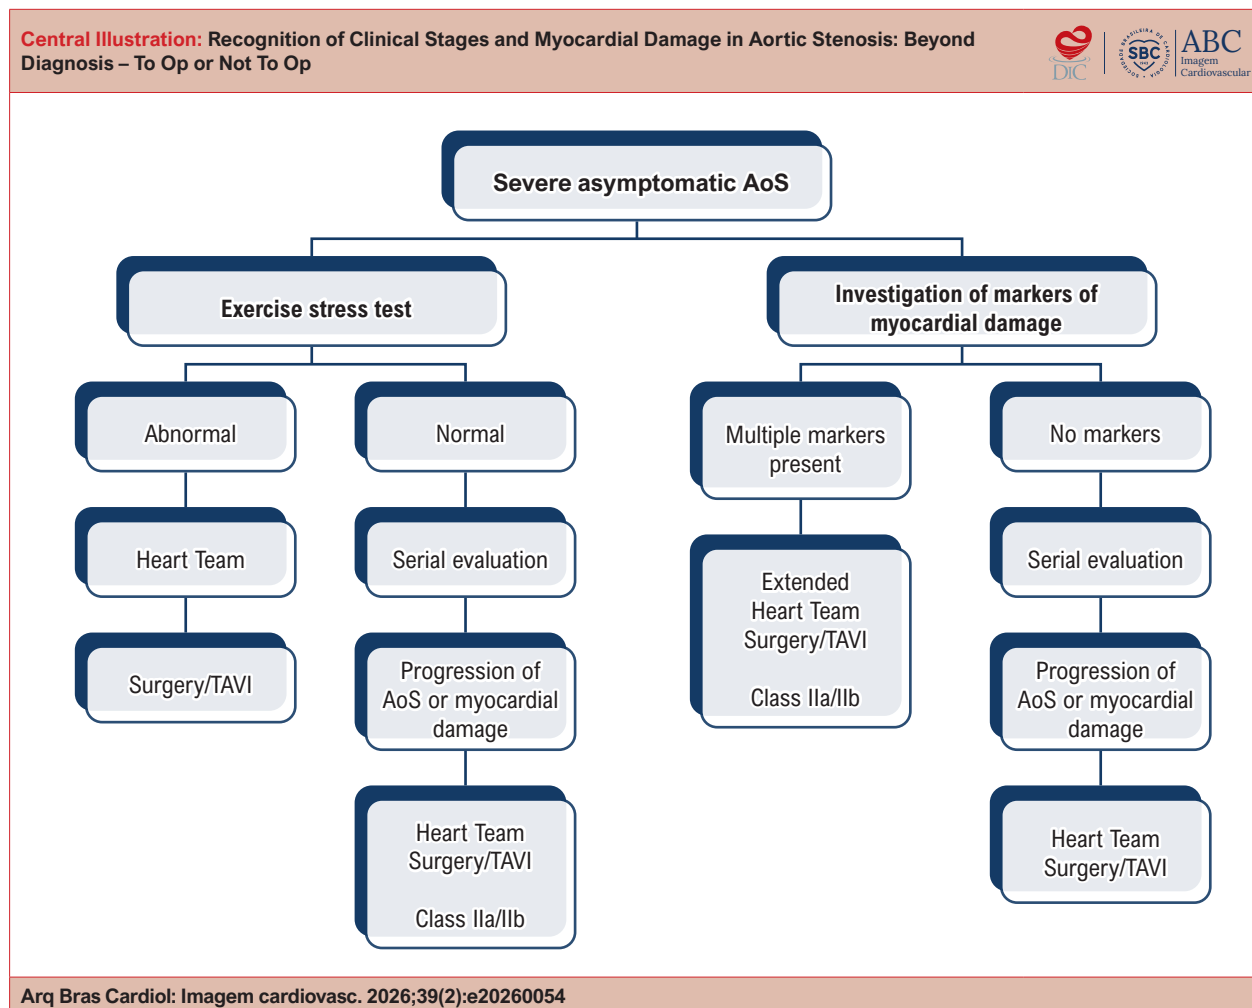 Central Illustration: Recognition of Clinical Stages and Myocardial Damage in Aortic Stenosis: Beyond
Diagnosis – To Op or Not To Op
DIC
SOCIEDADE BRASILEIRA DE CARDIOLOGIA
SBC
ABC
Imagem
Cardiovascular
Severe asymptomatic AoS
Exercise stress test
Investigation of markers of
myocardial damage
Abnormal
Normal
Multiple markers
present
No markers
Heart Team
Serial evaluation
Extended
Heart Team
Surgery/TAVI
Class IIa/IIb
Serial evaluation
Surgery/TAVI
Progression of
AoS or myocardial
damage
Progression of
AoS or myocardial
damage
Heart Team
Surgery/TAVI
Class IIa/IIb
Heart Team
Surgery/TAVI
Arq Bras Cardiol: Imagem cardiovasc. 2026;39(2):e20260054